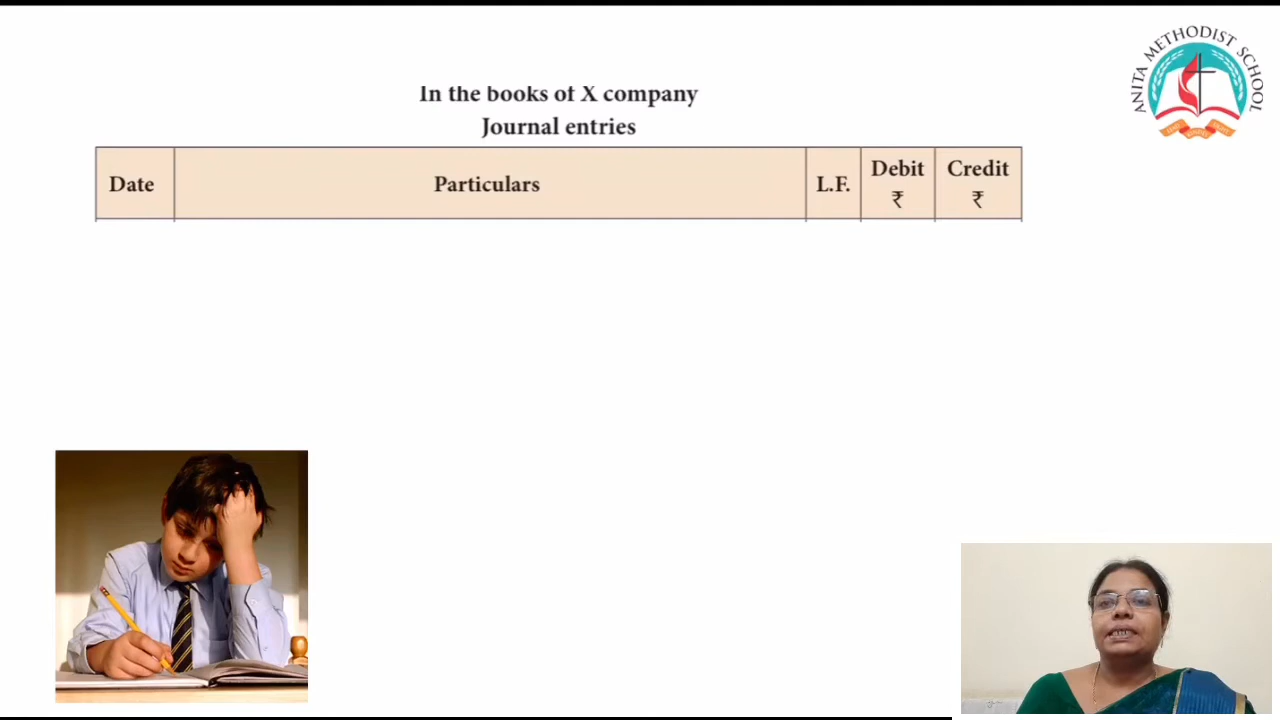 ANITA METHODIST SCHOOL
In the books of X company
Journal entries
Date Particulars L.F. Debit ₹ Credit ₹